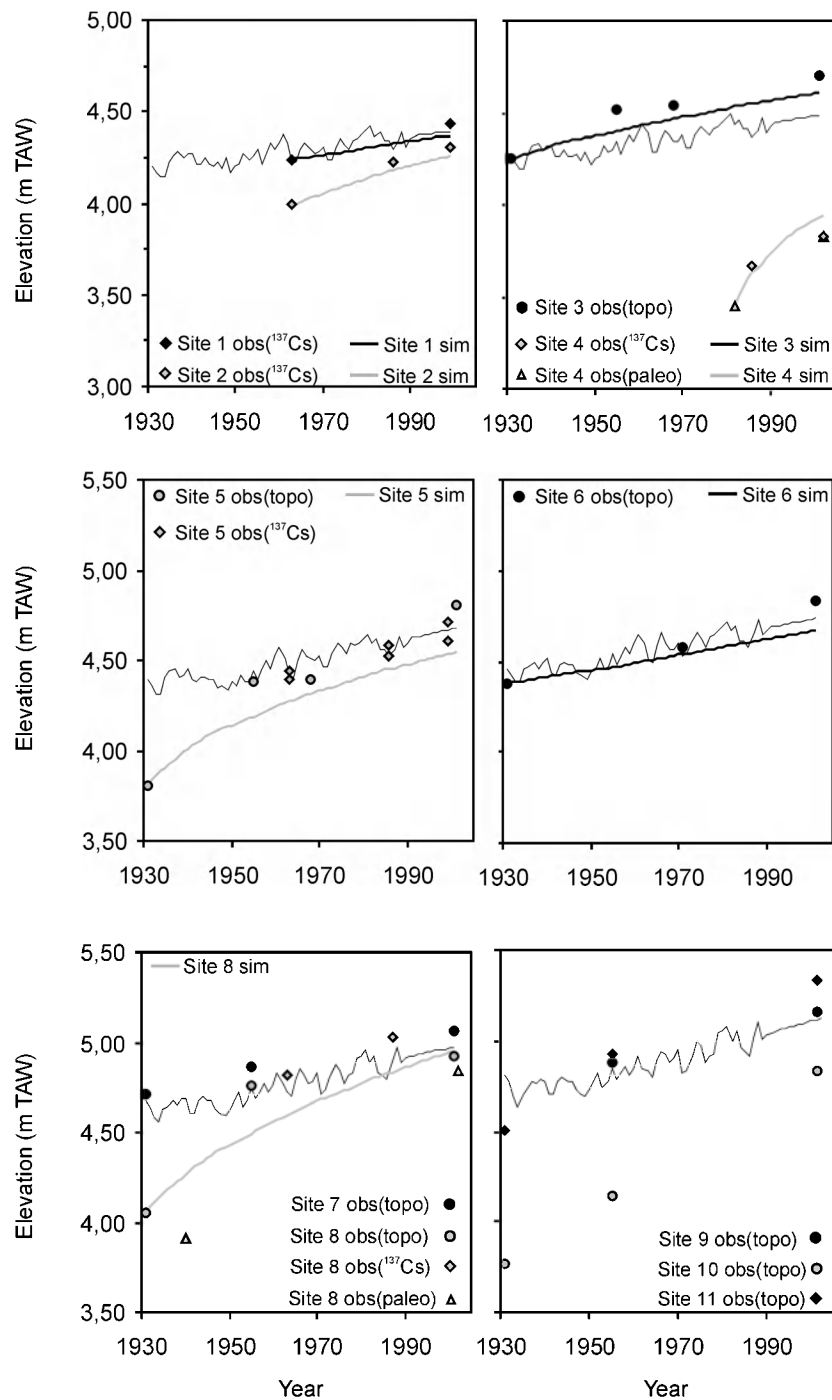 5,00
4,50
4,00
3,50
3,00
Elevation (m TAW)
Site 1 obs(¹³⁷Cs)
Site 1 sim
Site 2 obs(¹³⁷Cs)
Site 2 sim
1930 1950 1970 1990
Site 3 obs(topo)
Site 4 obs(¹³⁷Cs)
Site 3 sim
Site 4 obs(paleo)
Site 4 sim
1930 1950 1970 1990
5,50
5,00
4,50
4,00
3,50
Elevation (m TAW)
Site 5 obs(topo)
Site 5 sim
Site 5 obs(¹³⁷Cs)
1930 1950 1970 1990
Site 6 obs(topo)
Site 6 sim
1930 1950 1970 1990
5,50
5,00
4,50
4,00
3,50
Elevation (m TAW)
Site 8 sim
Site 7 obs(topo)
Site 8 obs(topo)
Site 8 obs(¹³⁷Cs)
Site 8 obs(paleo)
1930 1950 1970 1990
Year
Site 9 obs(topo)
Site 10 obs(topo)
Site 11 obs(topo)
1930 1950 1970 1990
Year